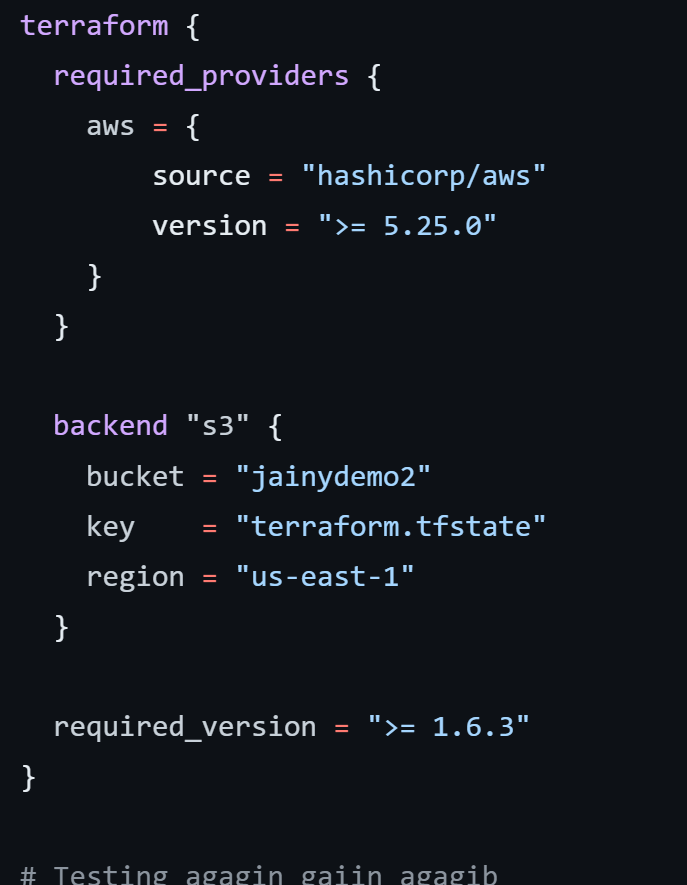 terraform {
  required_providers {
    aws = {
        source = "hashicorp/aws"
        version = ">= 5.25.0"
    }
  }

  backend "s3" {
    bucket = "jainydemo2"
    key    = "terraform.tfstate"
    region = "us-east-1"
  }

  required_version = ">= 1.6.3"
}

# Testing agagin gaiin agagib